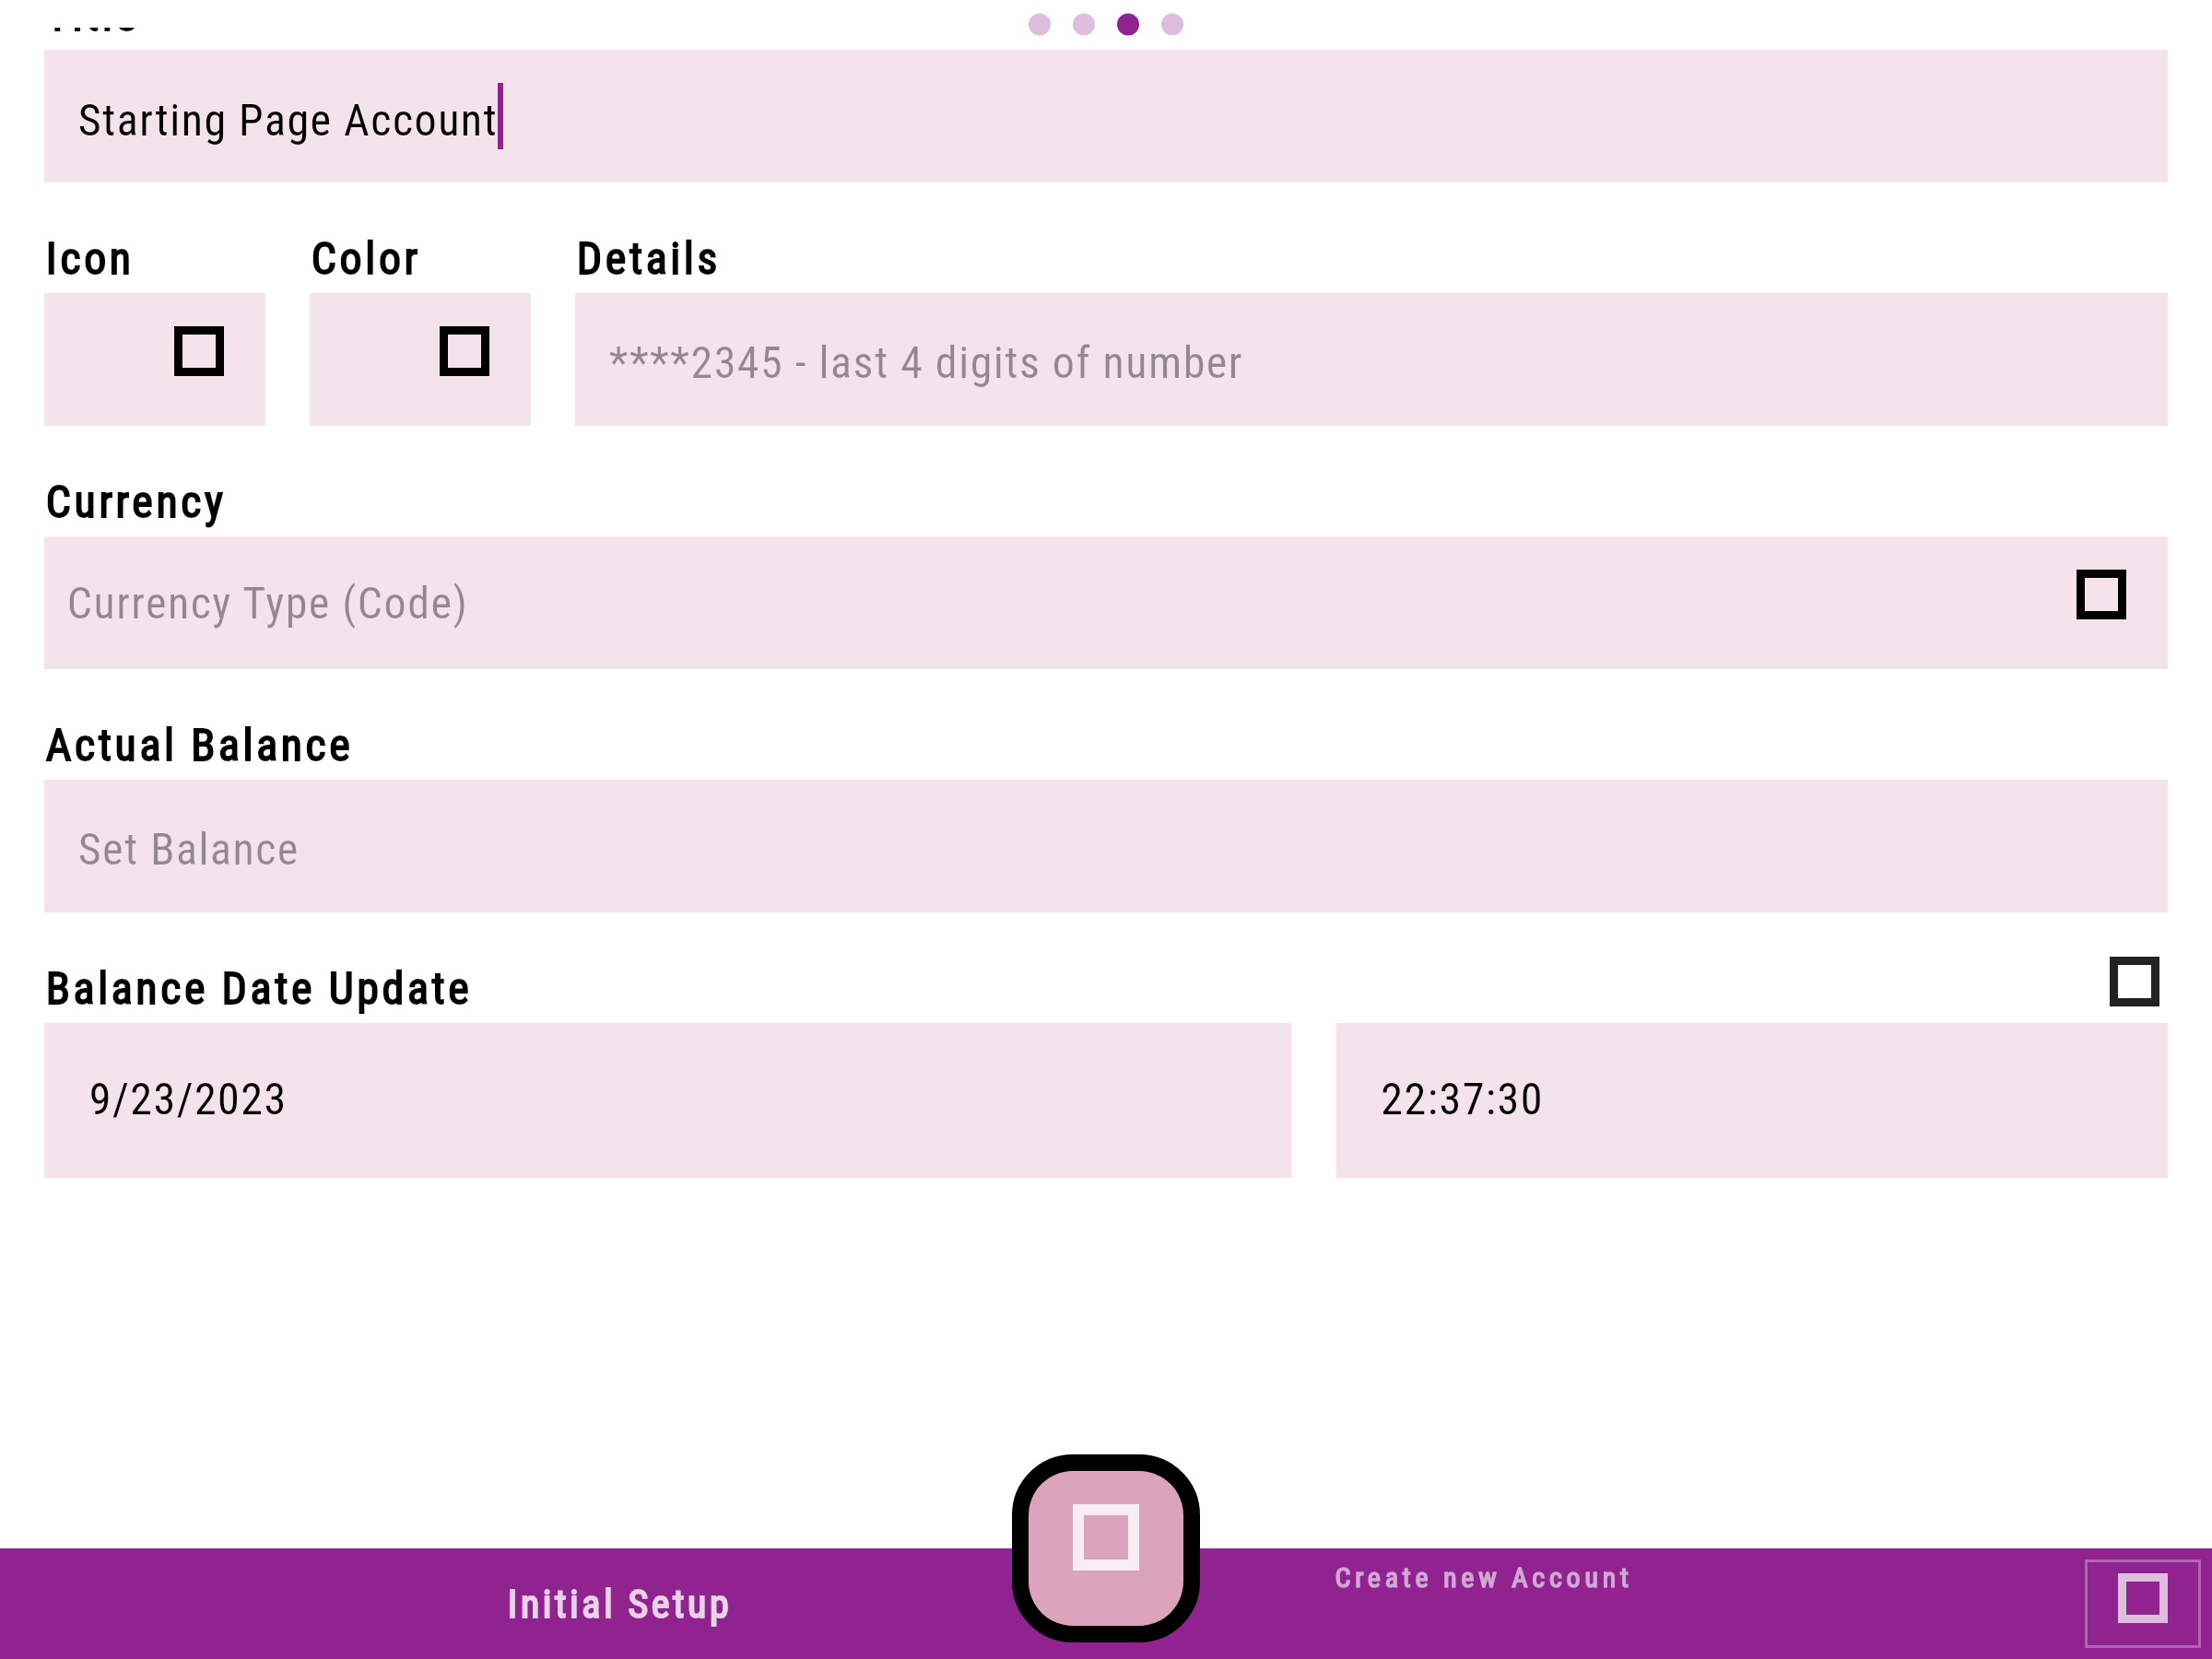 Starting Page Account
Icon
Color
Details
****2345 - last 4 digits of number
Currency
Currency Type (Code)
Actual Balance
Set Balance
Balance Date Update
9/23/2023
22:37:30
Initial Setup
Create new Account